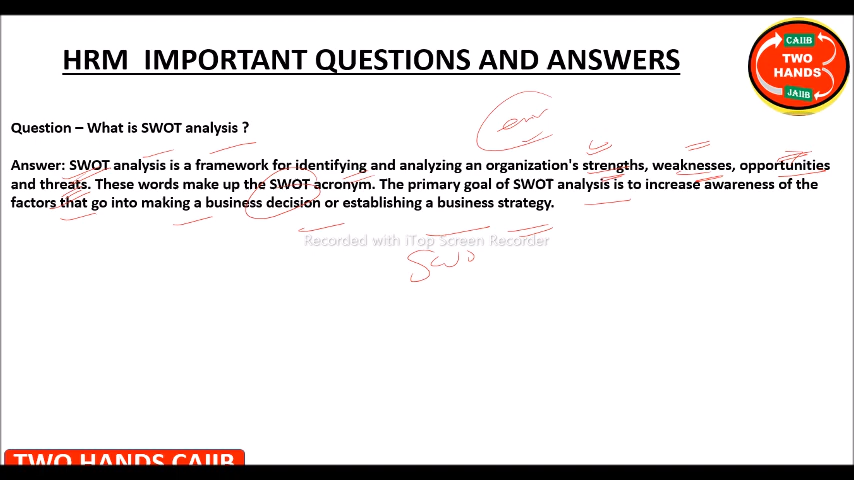 HRM IMPORTANT QUESTIONS AND ANSWERS
CAIIB
TWO
HANDS
JAIIB
Question – What is SWOT analysis ?
Answer: SWOT analysis is a framework for identifying and analyzing an organization's strengths, weaknesses, opportunities
and threats. These words make up the SWOT acronym. The primary goal of SWOT analysis is to increase awareness of the
factors that go into making a business decision or establishing a business strategy.
Recorded with iTop Screen Recorder
SWO
TWO HANDS CAIIB